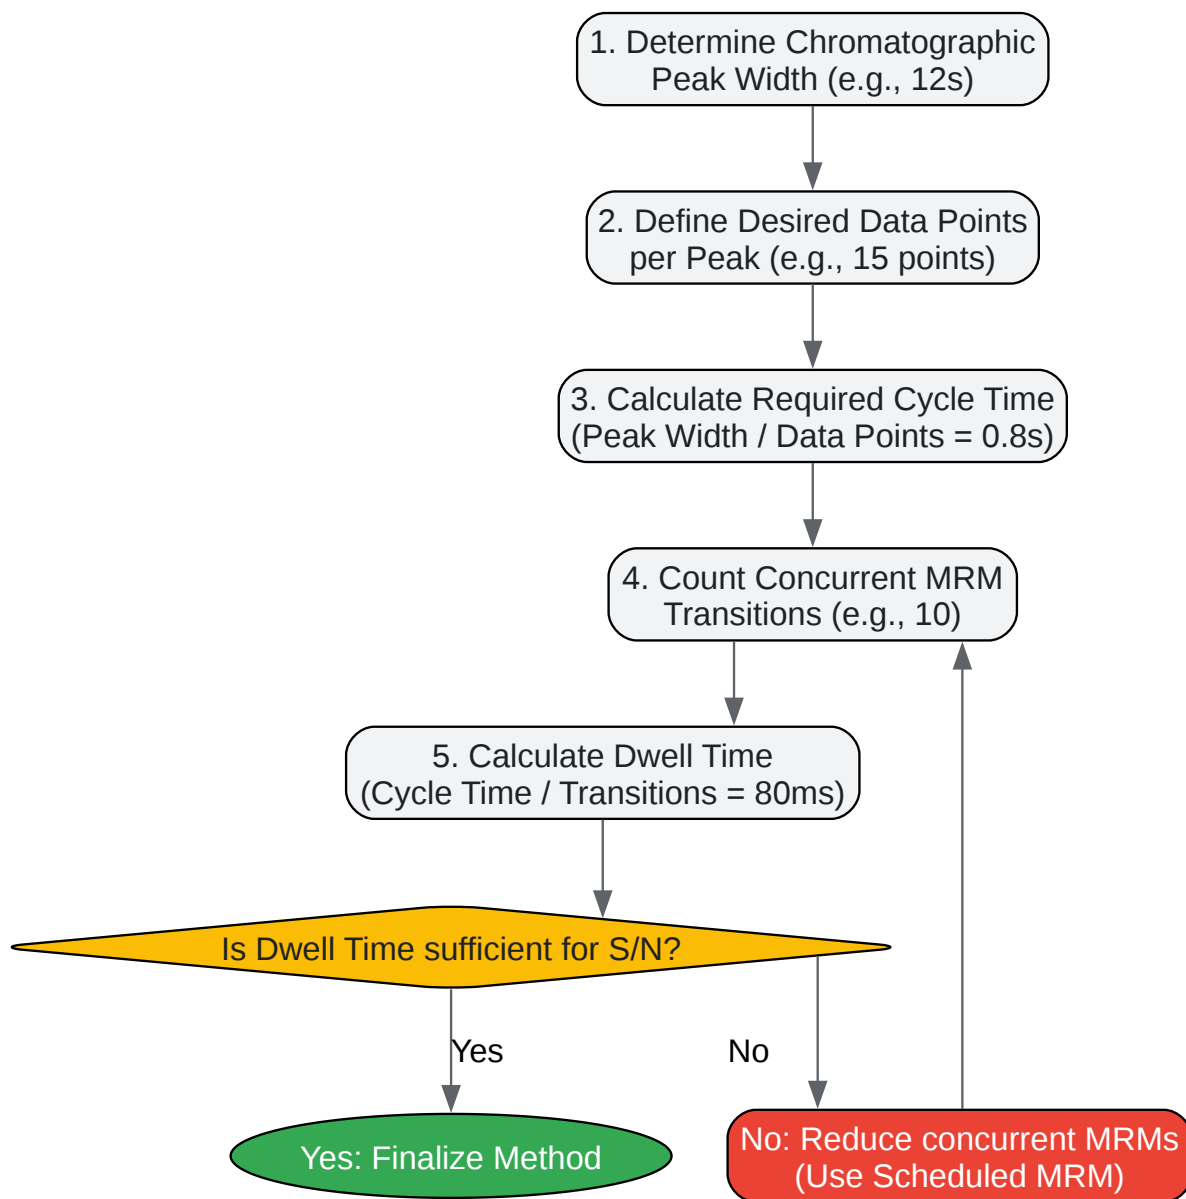 1. Determine Chromatographic
Peak Width (e.g., 12s)
2. Define Desired Data Points
per Peak (e.g., 15 points)
3. Calculate Required Cycle Time
(Peak Width / Data Points = 0.8s)
4. Count Concurrent MRM
Transitions (e.g., 10)
5. Calculate Dwell Time
(Cycle Time / Transitions = 80ms)
Is Dwell Time sufficient for S/N?
Yes
No
Yes: Finalize Method
No: Reduce concurrent MRMs
(Use Scheduled MRM)